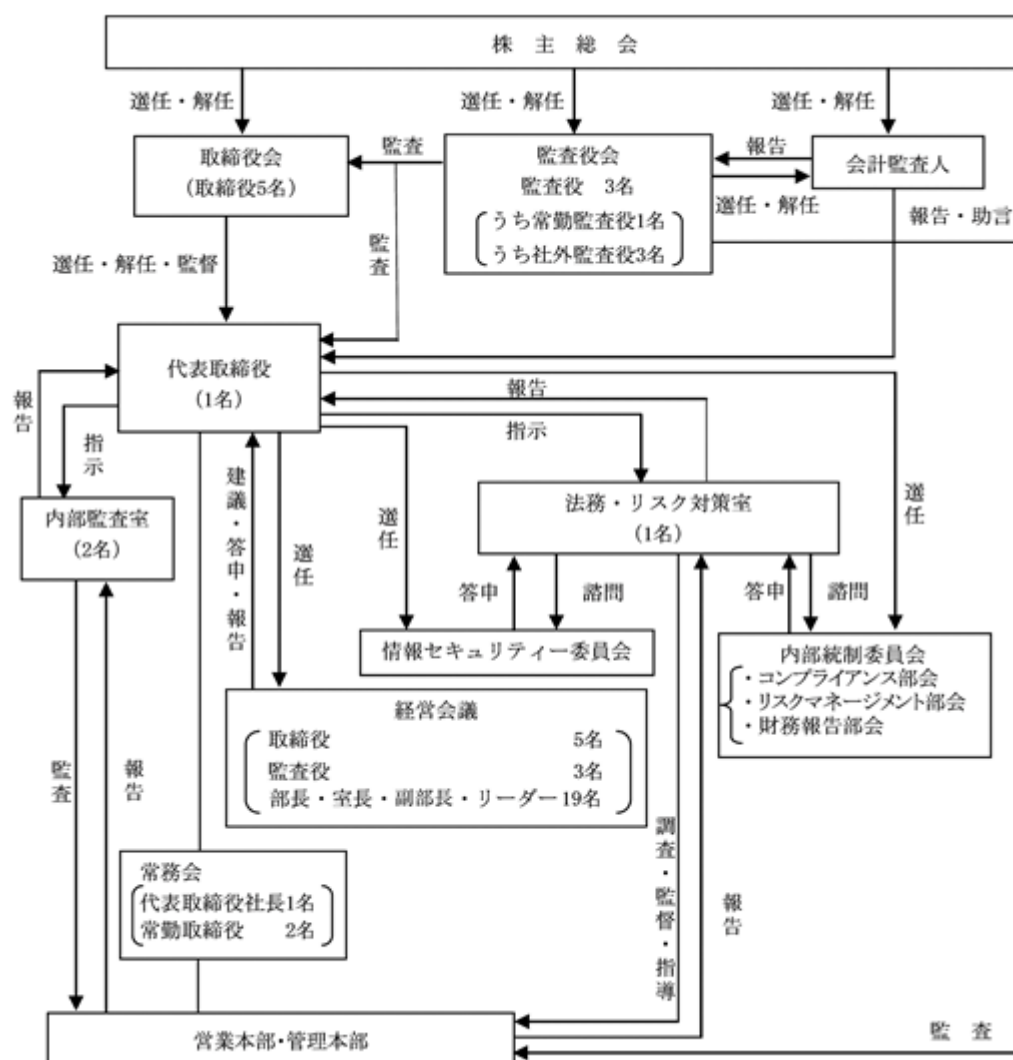 株主総会
選任・解任
選任・解任
選任・解任
取締役会
(取締役5名)
監査
監査役会
監査役 3名
うち常勤監査役1名
うち社外監査役3名
報告
選任・解任
会計監査人
報告・助言
監査
選任・解任・監督
代表取締役
(1名)
報告
指示
報告
指示
内部監査室
(2名)
建議・答申・報告
選任
選任
法務・リスク対策室
(1名)
選任
答申
諮問
答申
諮問
情報セキュリティー委員会
内部統制委員会
・コンプライアンス部会
・リスクマネージメント部会
・財務報告部会
経営会議
取締役 5名
監査役 3名
部長・室長・副部長・リーダー19名
監査
報告
常務会
代表取締役社長1名
常勤取締役 2名
調査・監督・指導
報告
営業本部・管理本部
監査